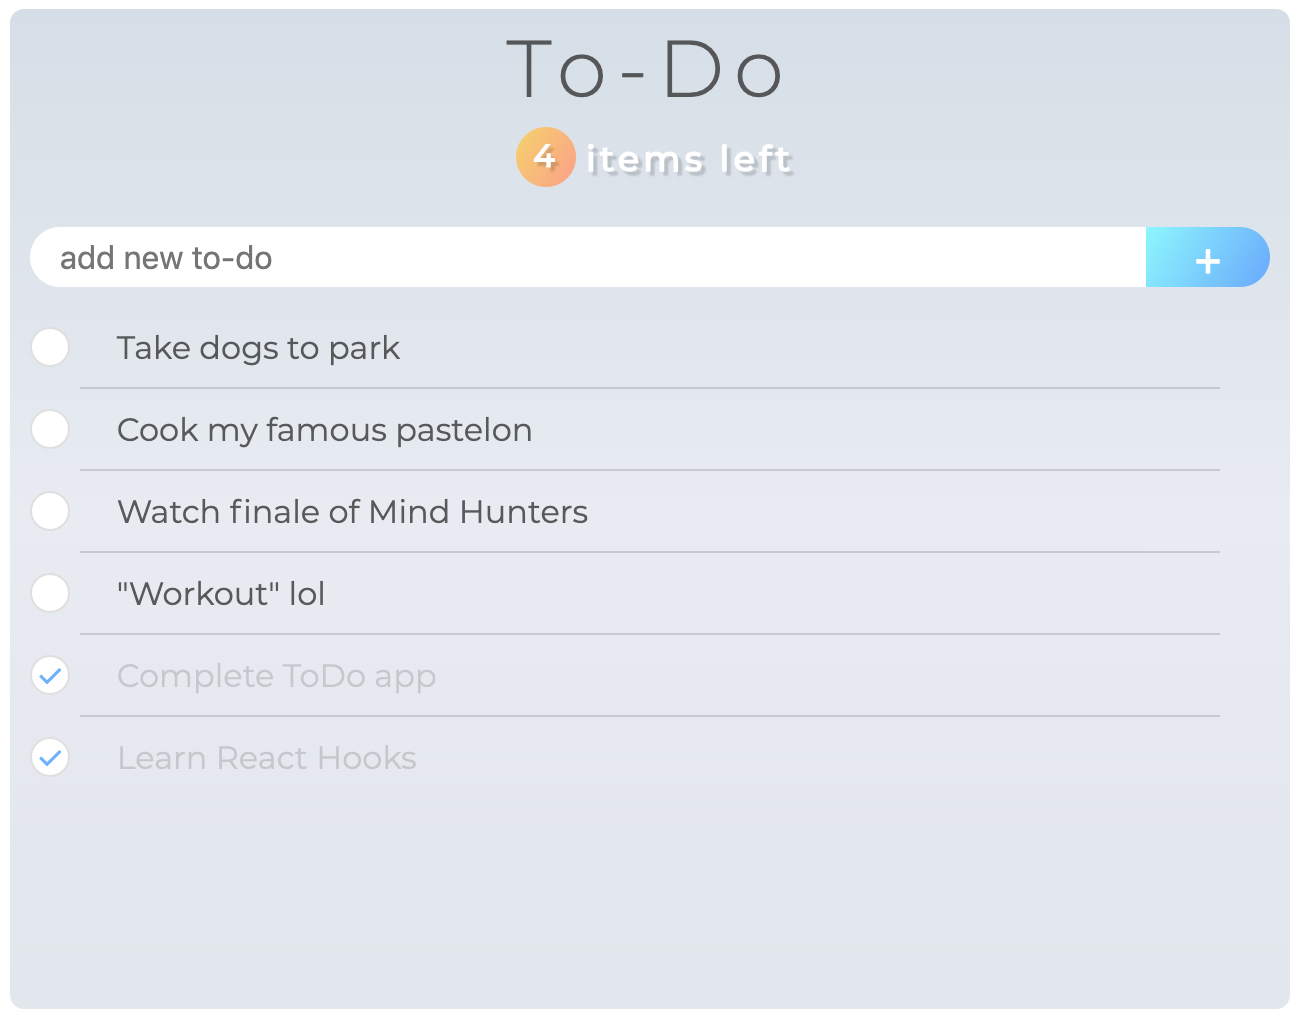 To-Do
4 items left
add new to-do
+
Take dogs to park
Cook my famous pastelon
Watch finale of Mind Hunters
"Workout" lol
Complete ToDo app
Learn React Hooks